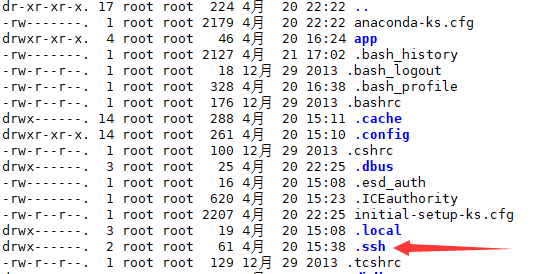 dr-xr-xr-x. 17 root root  224 4月  20 22:22 ..
-rw-------.  1 root root 2179 4月  20 22:22 anaconda-ks.cfg
drwxr-xr-x.  4 root root   46 4月  20 16:24 app
-rw-------.  1 root root 2127 4月  21 17:02 .bash_history
-rw-r--r--.  1 root root   18 12月 29 2013 .bash_logout
-rw-r--r--.  1 root root  328 4月  20 16:38 .bash_profile
-rw-r--r--.  1 root root  176 12月 29 2013 .bashrc
drwx------. 14 root root  288 4月  20 15:11 .cache
drwxr-xr-x. 14 root root  261 4月  20 15:10 .config
-rw-r--r--.  1 root root  100 12月 29 2013 .cshrc
drwx------.  3 root root   25 4月  20 22:25 .dbus
-rw-------.  1 root root   16 4月  20 15:08 .esd_auth
-rw-------.  1 root root  620 4月  20 15:23 .ICEauthority
-rw-r--r--.  1 root root 2207 4月  20 22:25 initial-setup-ks.cfg
drwx------.  3 root root   19 4月  20 15:08 .local
drwx------.  2 root root   61 4月  20 15:38 .ssh
-rw-r--r--.  1 root root  129 12月 29 2013 .tcshrc